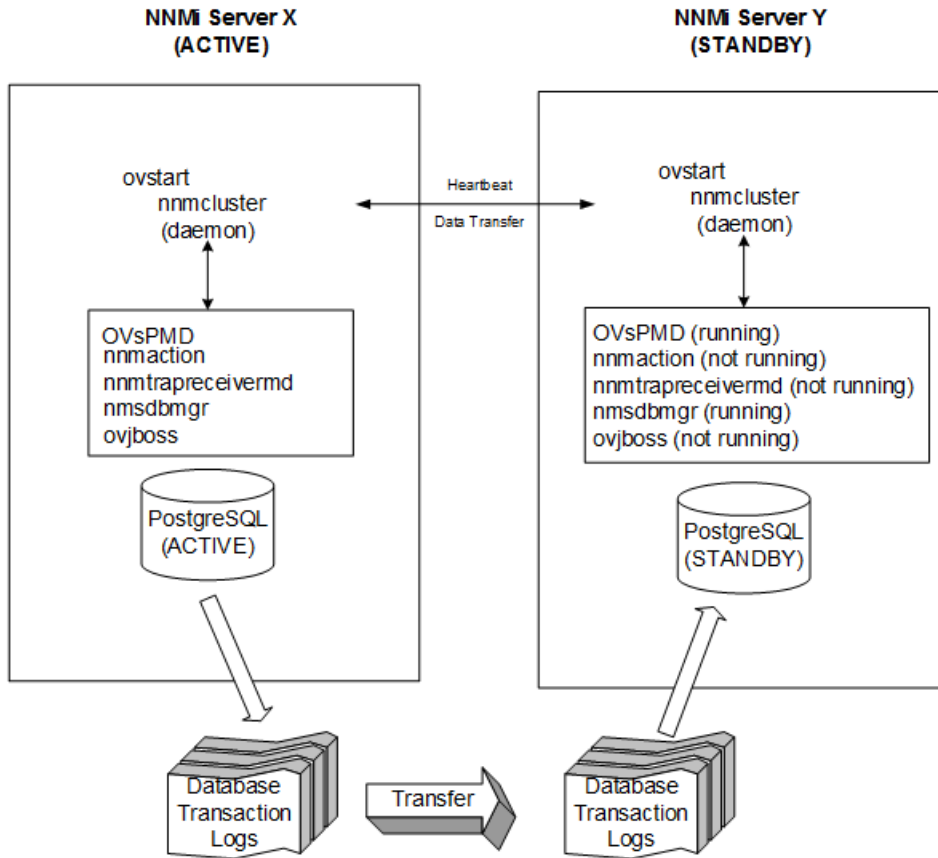 NNMi Server X
(ACTIVE)
NNMi Server Y
(STANDBY)
ovstart
nnmcluster
(daemon)
Heartbeat
Data Transfer
ovstart
nnmcluster
(daemon)
OVsPMD
nnmaction
nnmtrapreceivermd
nmsdbmgr
ovjboss
OVsPMD (running)
nnmaction (not running)
nnmtrapreceivermd (not running)
nmsdbmgr (running)
ovjboss (not running)
PostgreSQL
(ACTIVE)
PostgreSQL
(STANDBY)
Database
Transaction
Logs
Transfer
Database
Transaction
Logs